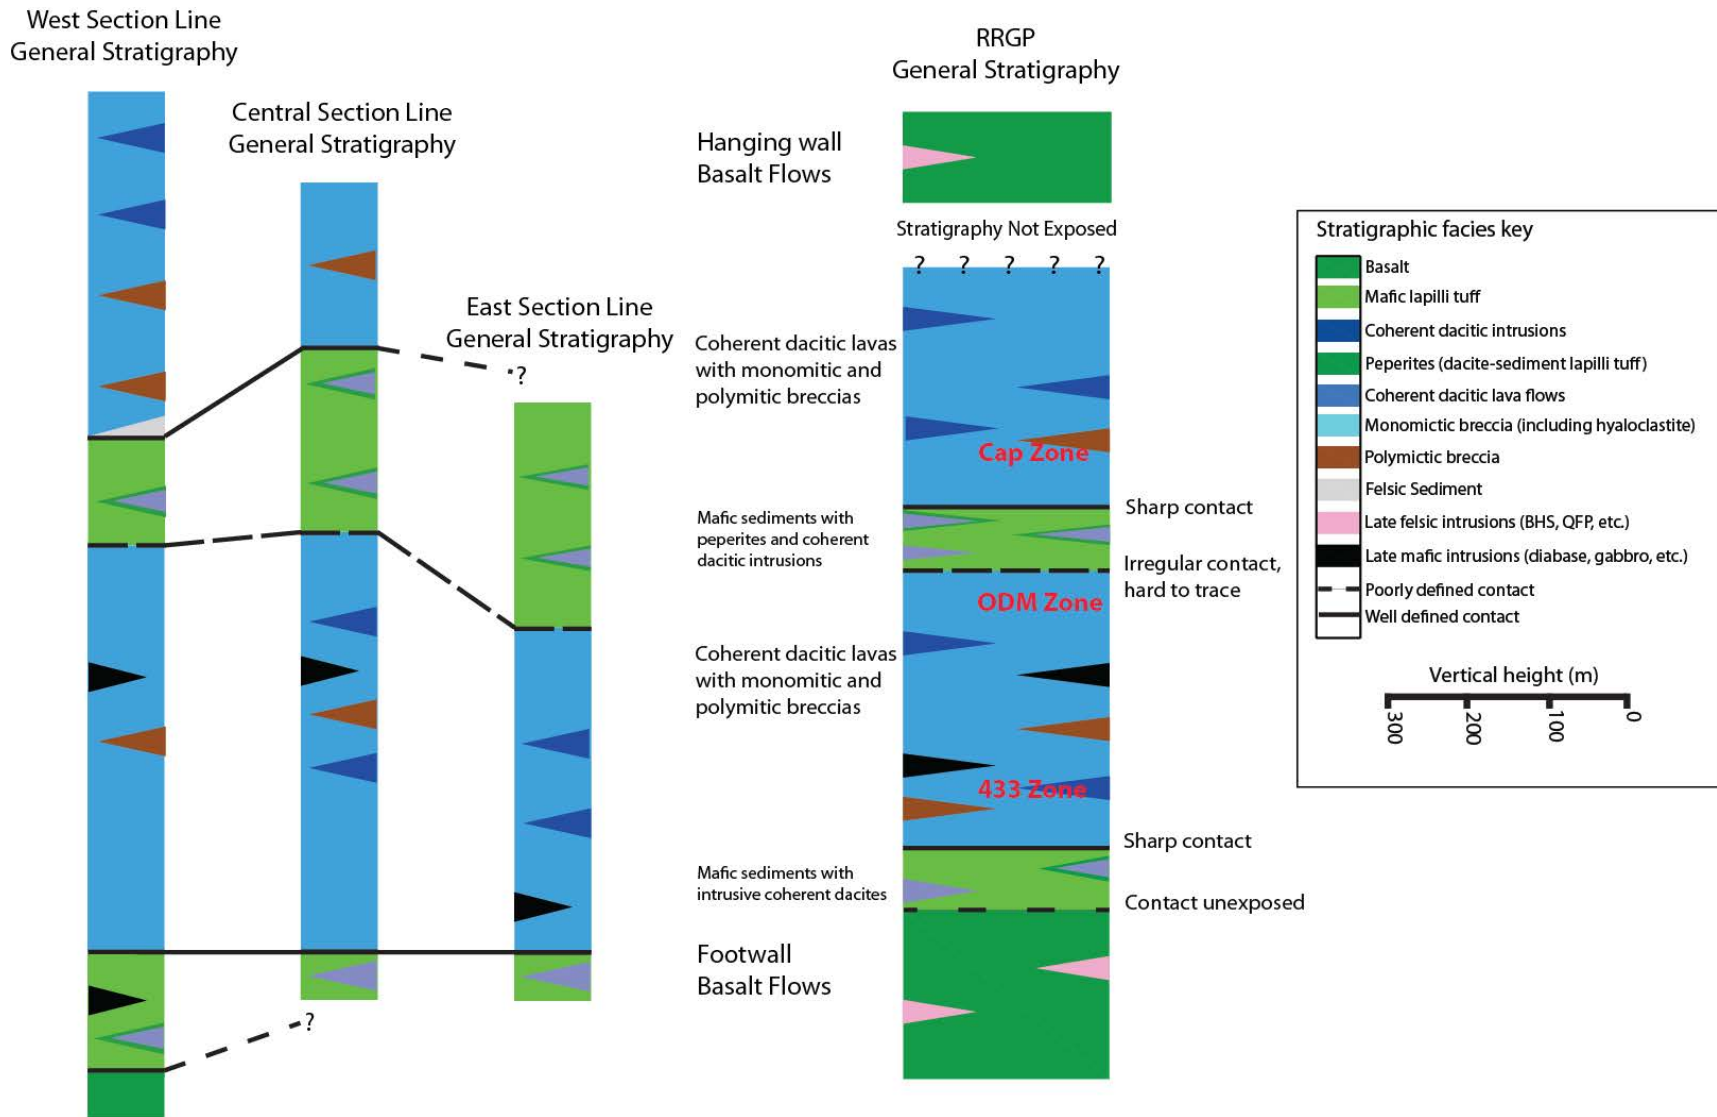 West Section Line
General Stratigraphy
Central Section Line
General Stratigraphy
East Section Line
General Stratigraphy
?
?
RRGP
General Stratigraphy
Hanging wall
Basalt Flows
Stratigraphy Not Exposed
? ? ? ? ?
Coherent dacitic lavas
with monomitic and
polymitic breccias
Cap Zone
Sharp contact
Mafic sediments with
peperites and coherent
dacitic intrusions
Irregular contact,
hard to trace
ODM Zone
Coherent dacitic lavas
with monomitic and
polymitic breccias
433 Zone
Sharp contact
Mafic sediments with
intrusive coherent dacites
Contact unexposed
Footwall
Basalt Flows
Stratigraphic facies key
Basalt
Mafic lapilli tuff
Coherent dacitic intrusions
Peperites (dacite-sediment lapilli tuff)
Coherent dacitic lava flows
Monomictic breccia (including hyaloclastite)
Polymictic breccia
Felsic Sediment
Late felsic intrusions (BHS, QFP, etc.)
Late mafic intrusions (diabase, gabbro, etc.)
Poorly defined contact
Well defined contact
Vertical height (m)
300 200 100 0